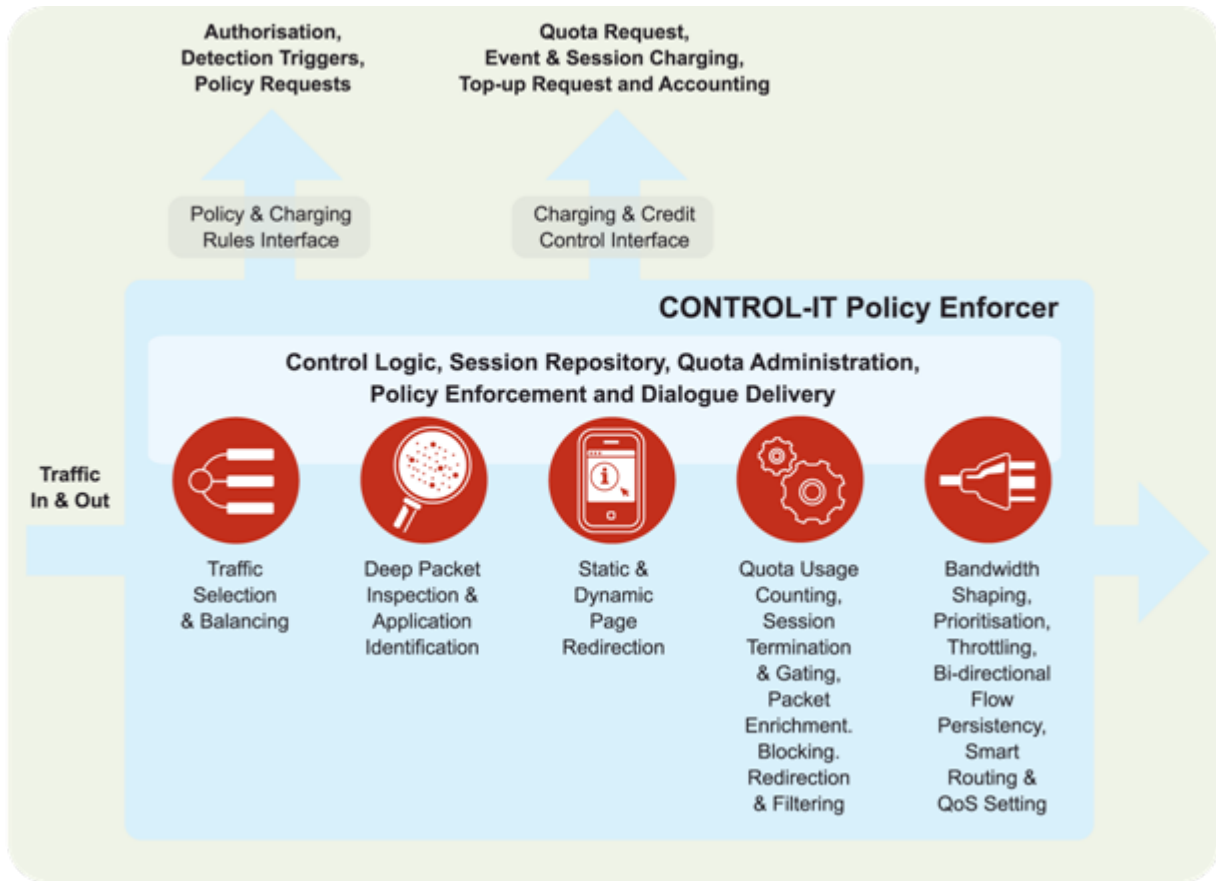 Authorisation,
Detection Triggers,
Policy Requests
Quota Request,
Event & Session Charging,
Top-up Request and Accounting
Policy & Charging
Rules Interface
Charging & Credit
Control Interface
CONTROL-IT Policy Enforcer
Control Logic, Session Repository, Quota Administration,
Policy Enforcement and Dialogue Delivery
Traffic
In & Out
Traffic
Selection
& Balancing
Deep Packet
Inspection &
Application
Identification
Static &
Dynamic
Page
Redirection
Quota Usage
Counting,
Session
Termination
& Gating,
Packet
Enrichment.
Blocking.
Redirection
& Filtering
Bandwidth
Shaping,
Prioritisation,
Throttling,
Bi-directional
Flow
Persistency,
Smart
Routing &
QoS Setting